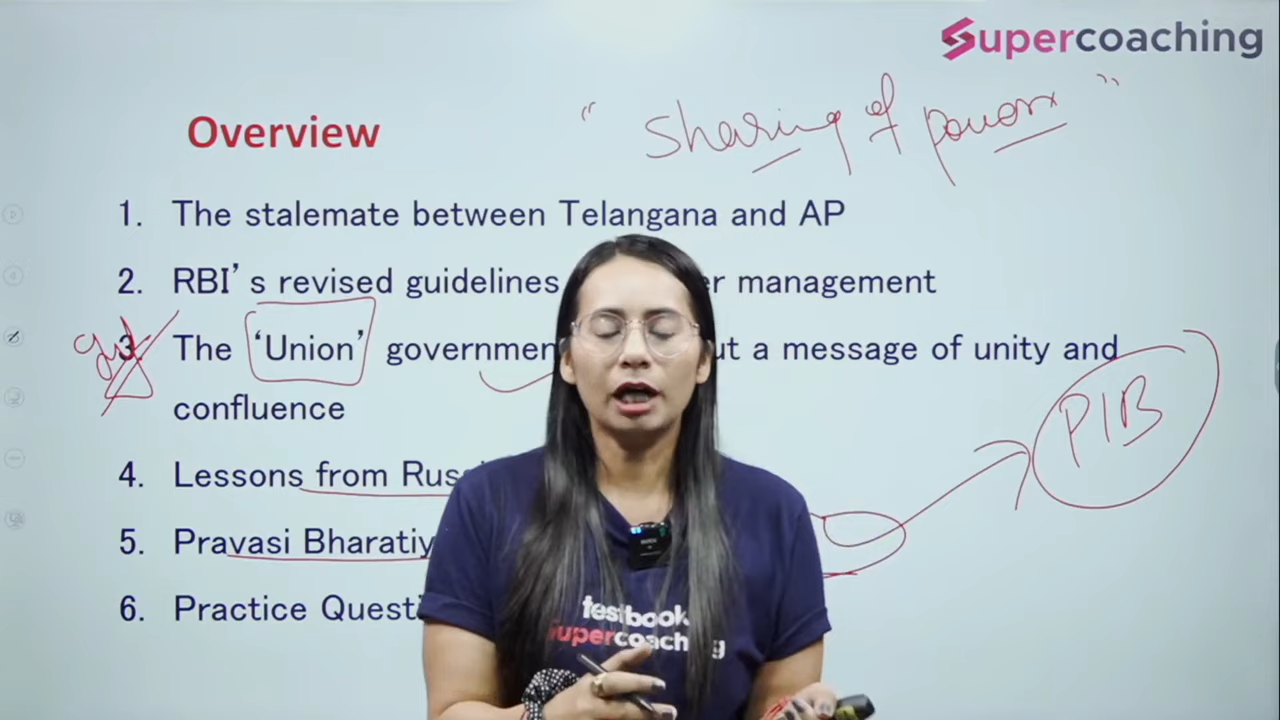 Supercoaching
Overview
"sharing of power"
1. The stalemate between Telangana and AP
2. RBI's revised guidelines r management
3. The 'Union' governmen ut a message of unity and
confluence
PIB
4. Lessons from Russi
5. Pravasi Bharatiy
6. Practice Questi
testbook
Supercoaching